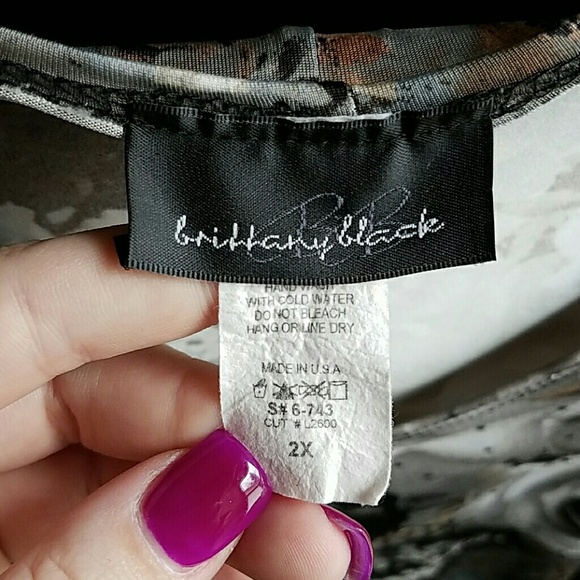 brittany black
HAND WASH
WITH COLD WATER
DO NOT BLEACH
HANG OR LINE DRY
MADE IN U.S.A
S# 6-743
CUT # L2600
2X